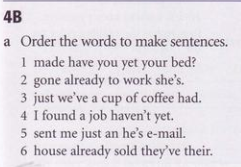 4B
a Order the words to make sentences.
1 made have you yet your bed?
2 gone already to work she's.
3 just we've a cup of coffee had.
4 I found a job haven't yet.
5 sent me just an he's e-mail.
6 house already sold they've their.